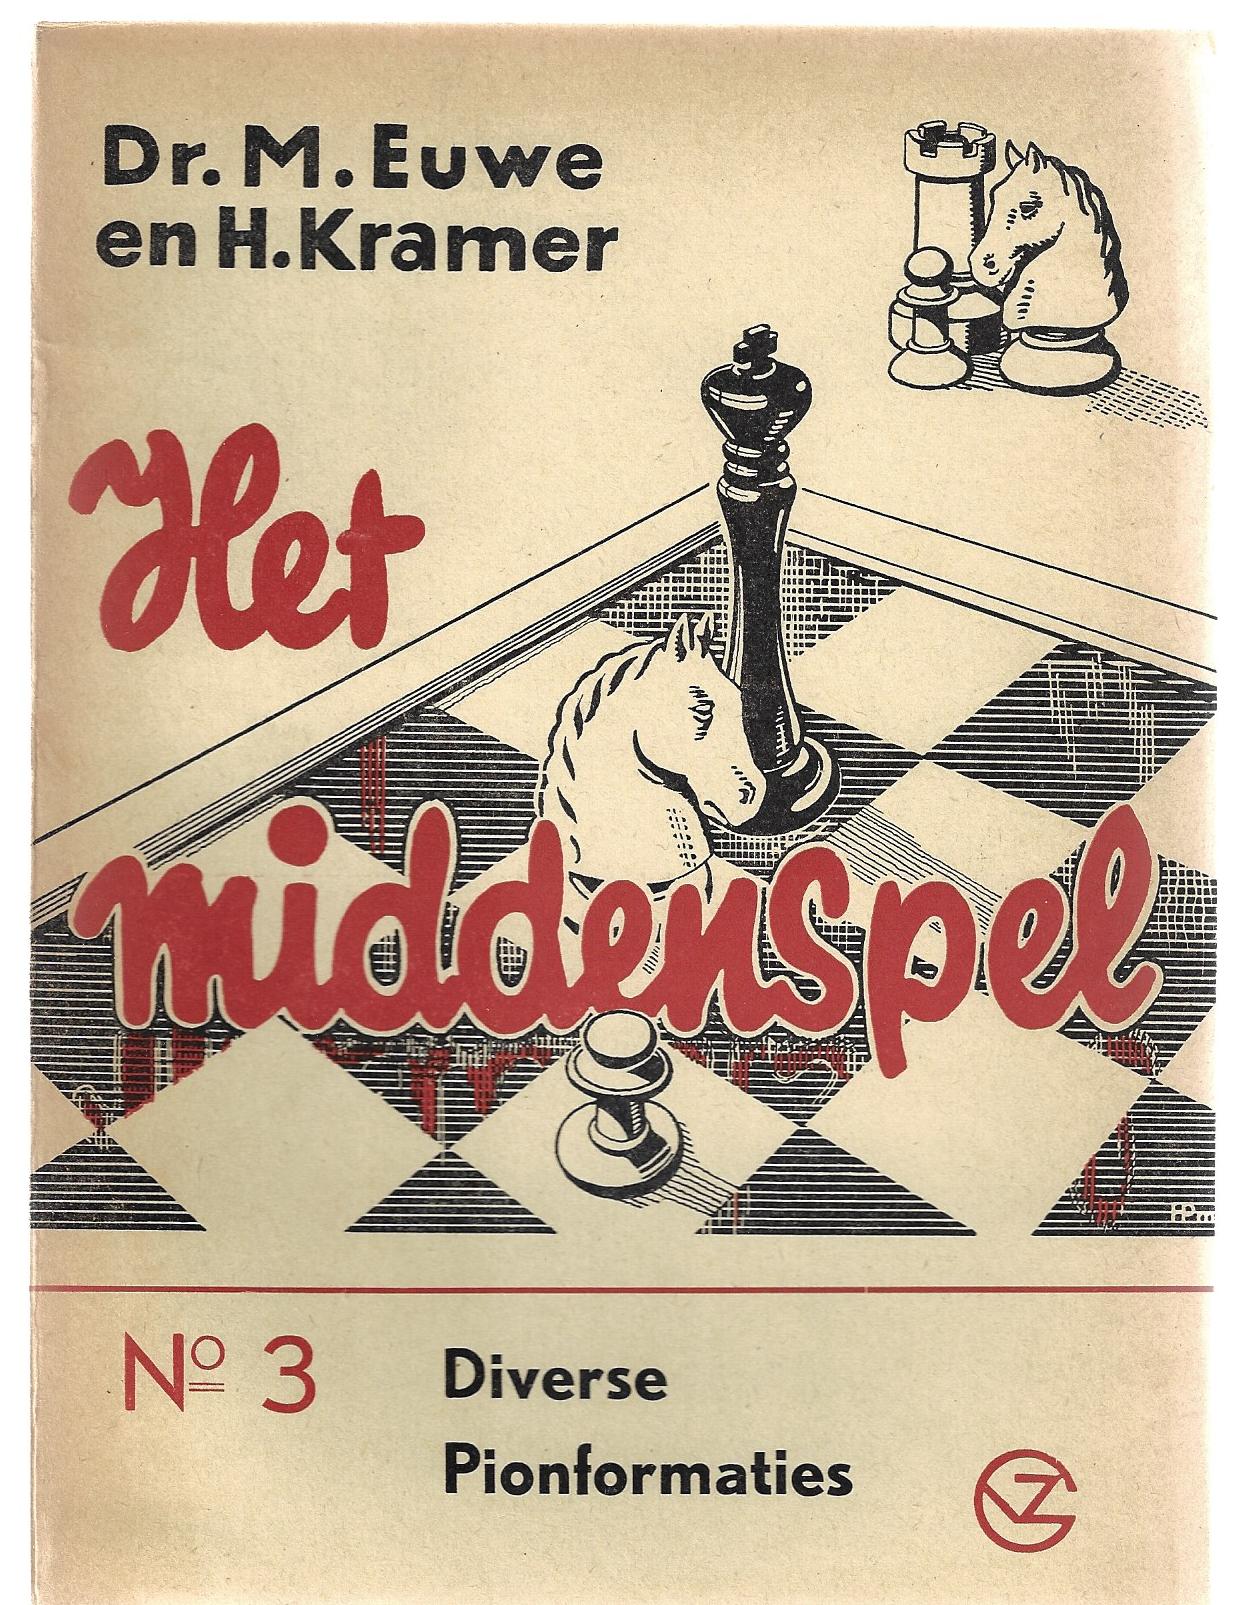 Dr. M. Euwe
en H. Kramer
Het
middenspel
Nº 3
Diverse
Pionformaties